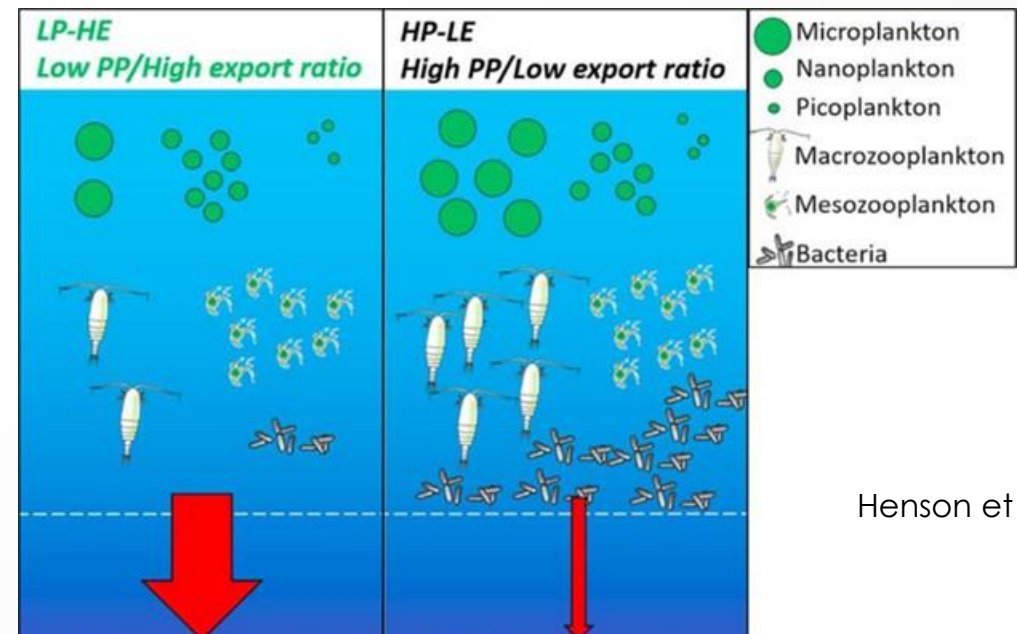 LP-HE
Low PP/High export ratio
HP-LE
High PP/Low export ratio
Microplankton
Nanoplankton
Picoplankton
Macrozooplankton
Mesozooplankton
Bacteria
Henson et